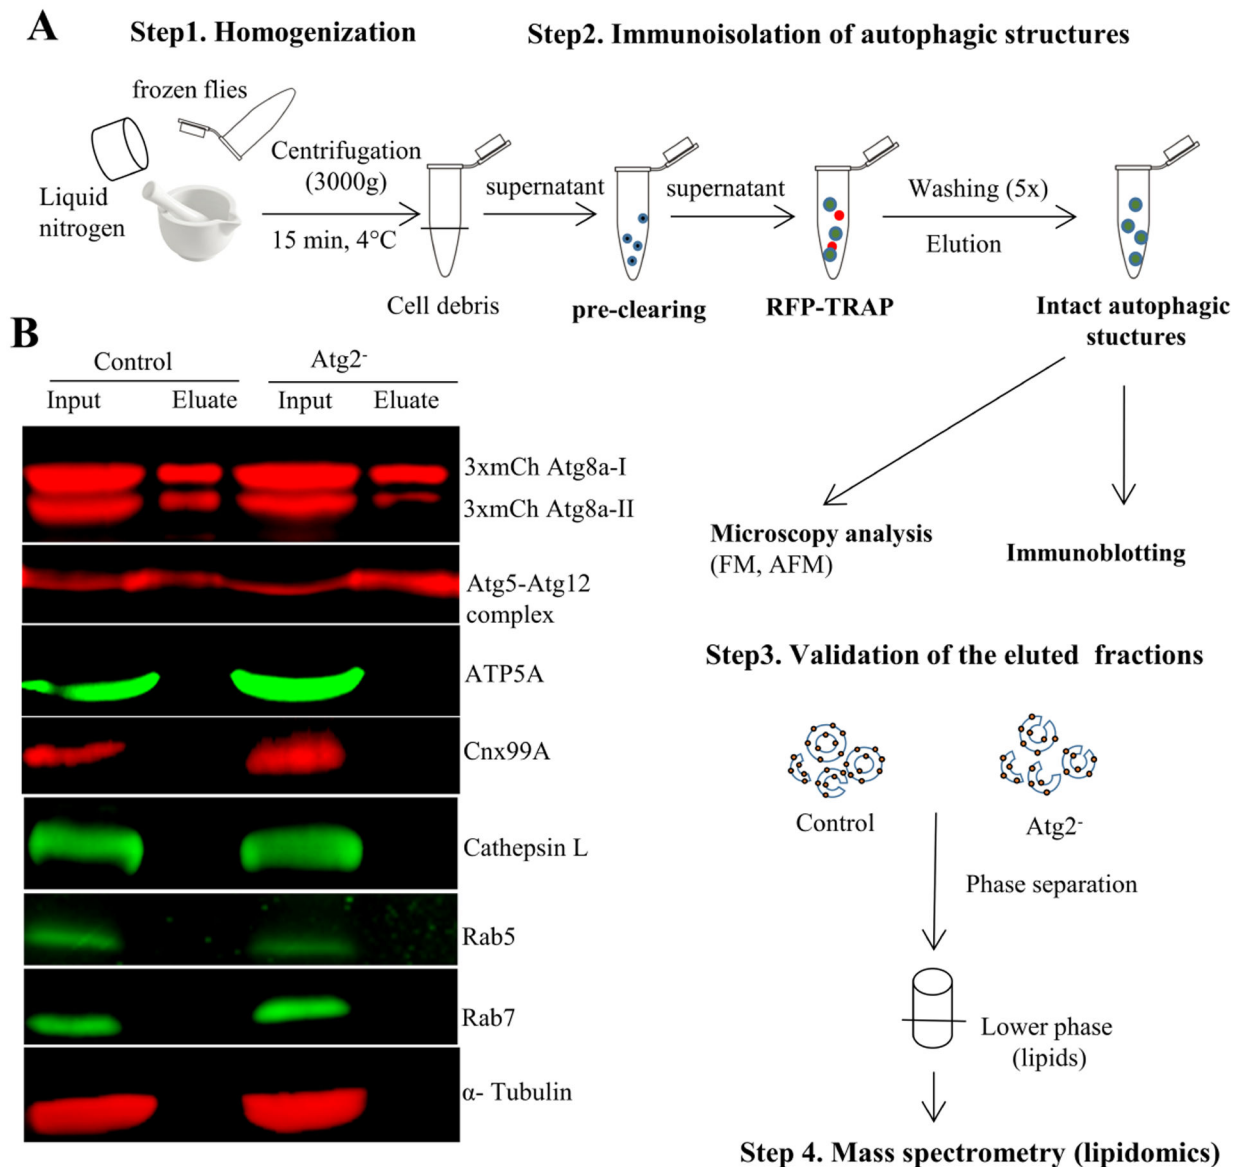 A
Step1. Homogenization
Step2. Immunoisolation of autophagic structures
frozen flies
Liquid
nitrogen
Centrifugation
(3000g)
15 min, 4°C
Cell debris
supernatant
pre-clearing
supernatant
RFP-TRAP
Washing (5x)
Elution
Intact autophagic
stuctures
Microscopy analysis
(FM, AFM)
Immunoblotting
Step3. Validation of the eluted fractions
Control
Atg2-
Phase separation
Lower phase
(lipids)
Step 4. Mass spectrometry (lipidomics)
B
Control
Atg2-
Input
Eluate
Input
Eluate
3xmCh Atg8a-I
3xmCh Atg8a-II
Atg5-Atg12
complex
ATP5A
Cnx99A
Cathepsin L
Rab5
Rab7
α- Tubulin